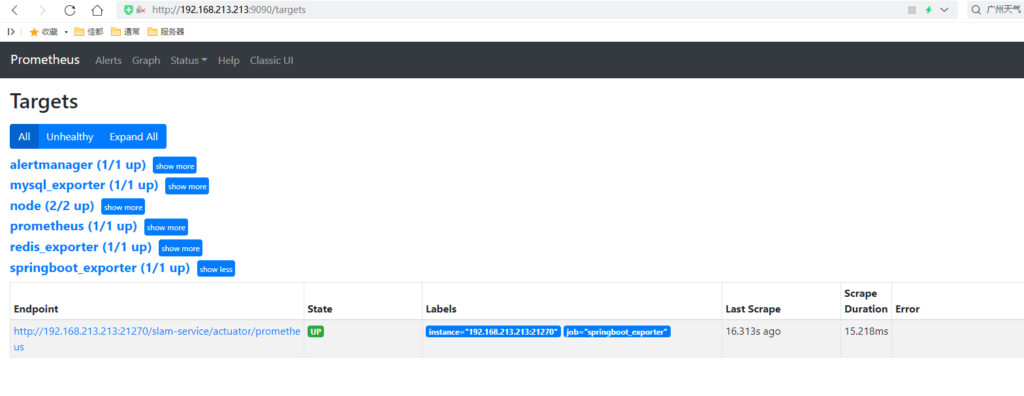 http://192.168.213.213:9090/targets
广州天气
收藏 佳都 通常 服务器
Prometheus Alerts Graph Status Help Classic UI
Targets
All Unhealthy Expand All
alertmanager (1/1 up) show more
mysql_exporter (1/1 up) show more
node (2/2 up) show more
prometheus (1/1 up) show more
redis_exporter (1/1 up) show more
springboot_exporter (1/1 up) show less
Endpoint State Labels Last Scrape Scrape Duration Error
http://192.168.213.213:21270/slam-service/actuator/promethe
us
UP
instance="192.168.213.213:21270" job="springboot_exporter"
16.313s ago
15.218ms